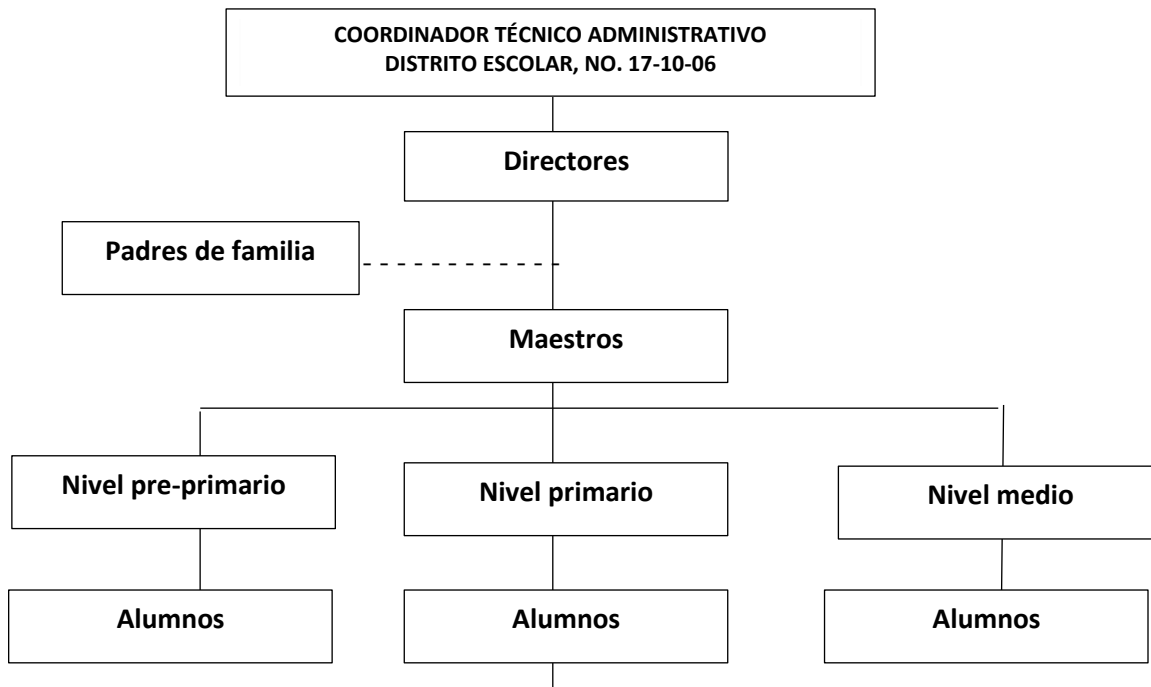 COORDINADOR TÉCNICO ADMINISTRATIVO
DISTRITO ESCOLAR, NO. 17-10-06
Directores
Padres de familia
Maestros
Nivel pre-primario
Nivel primario
Nivel medio
Alumnos
Alumnos
Alumnos